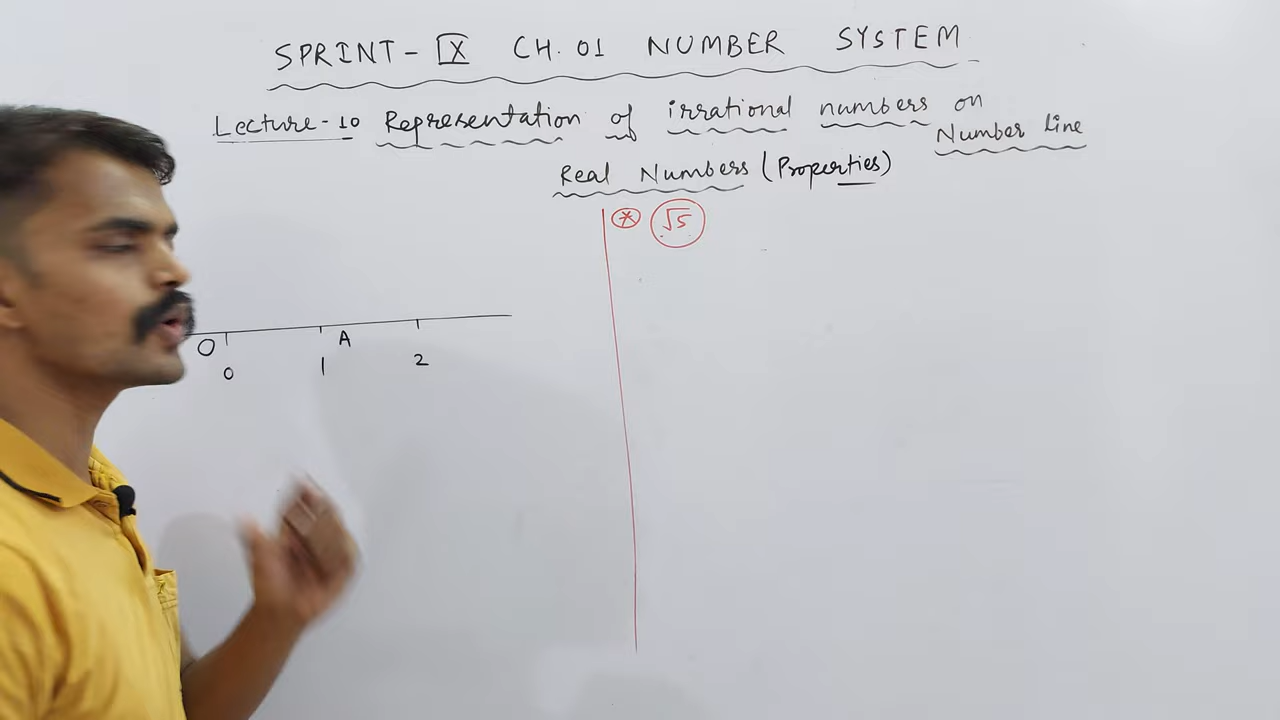 SPRINT - IX CH. 01 NUMBER SYSTEM
Lecture - 10 Representation of irrational numbers on
Number line
Real Numbers (Properties)
* √5
O A
0 1 2